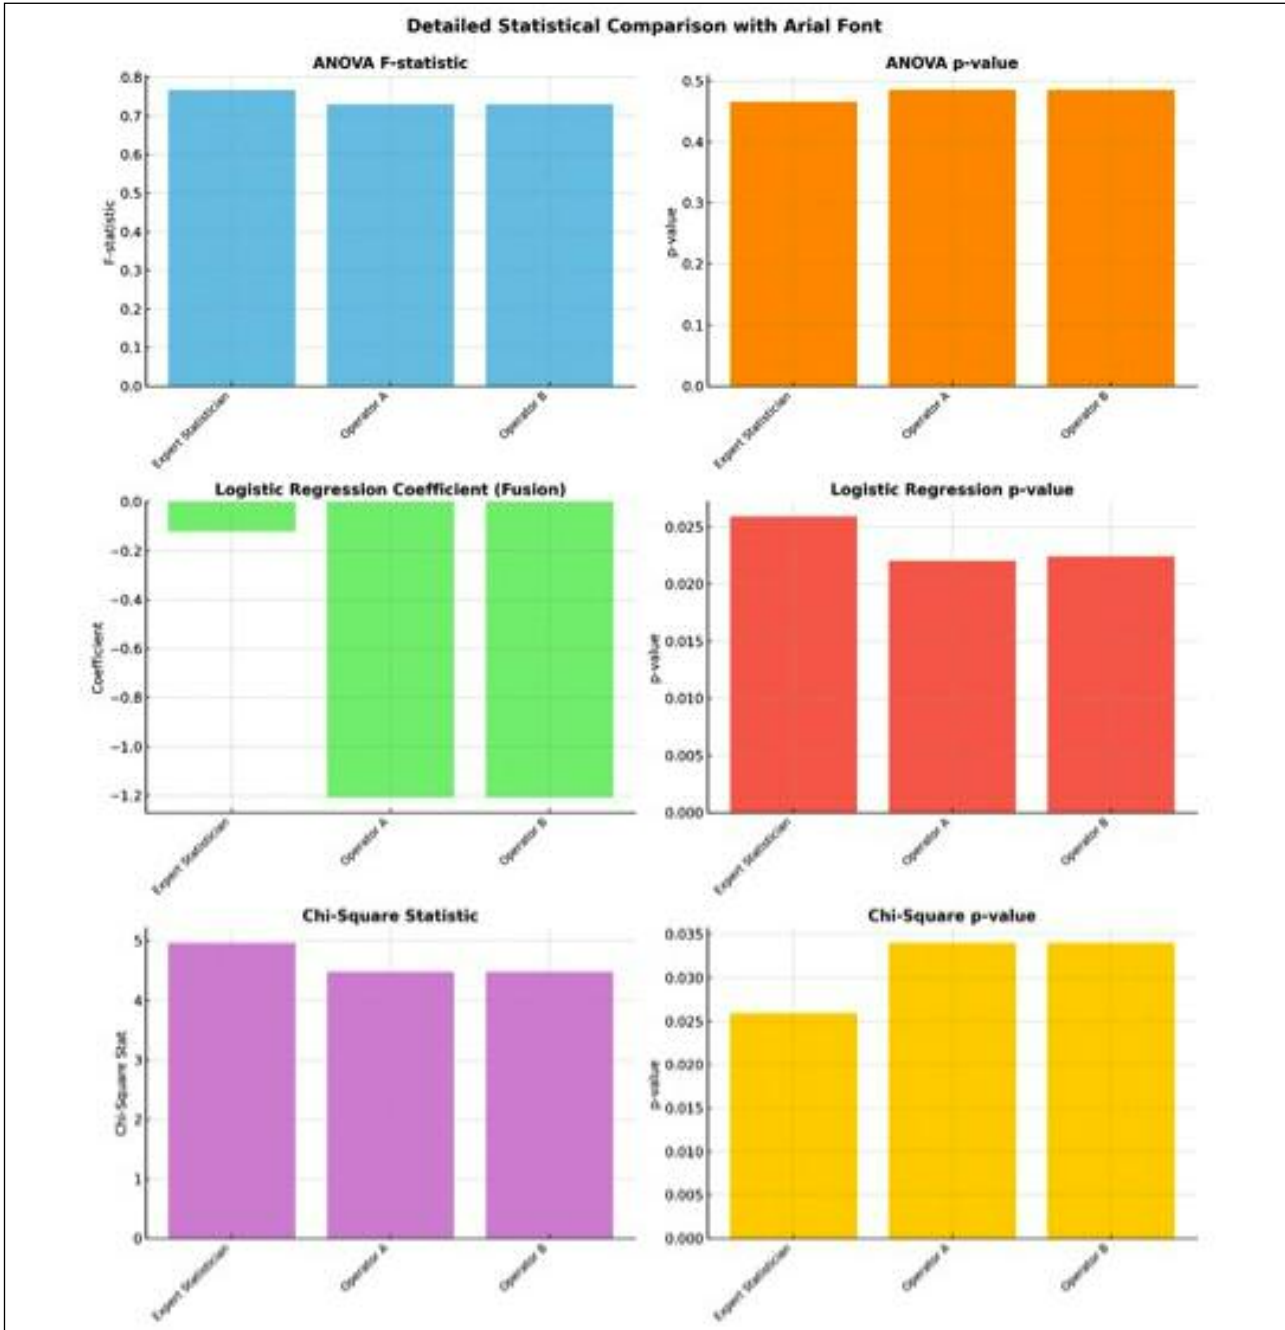 Detailed Statistical Comparison with Arial Font
ANOVA F-statistic
0.8
0.7
0.6
0.5
0.4
0.3
0.2
0.1
0.0
F-statistic
Expert Statistician
Operator A
Operator B
ANOVA p-value
0.5
0.4
0.3
0.2
0.1
0.0
p-value
Expert Statistician
Operator A
Operator B
Logistic Regression Coefficient (Fusion)
0.0
−0.2
−0.4
−0.6
−0.8
−1.0
−1.2
Coefficient
Expert Statistician
Operator A
Operator B
Logistic Regression p-value
0.025
0.020
0.015
0.010
0.005
0.000
p-value
Expert Statistician
Operator A
Operator B
Chi-Square Statistic
5
4
3
2
1
0
Chi-Square Stat
Expert Statistician
Operator A
Operator B
Chi-Square p-value
0.035
0.030
0.025
0.020
0.015
0.010
0.005
0.000
p-value
Expert Statistician
Operator A
Operator B